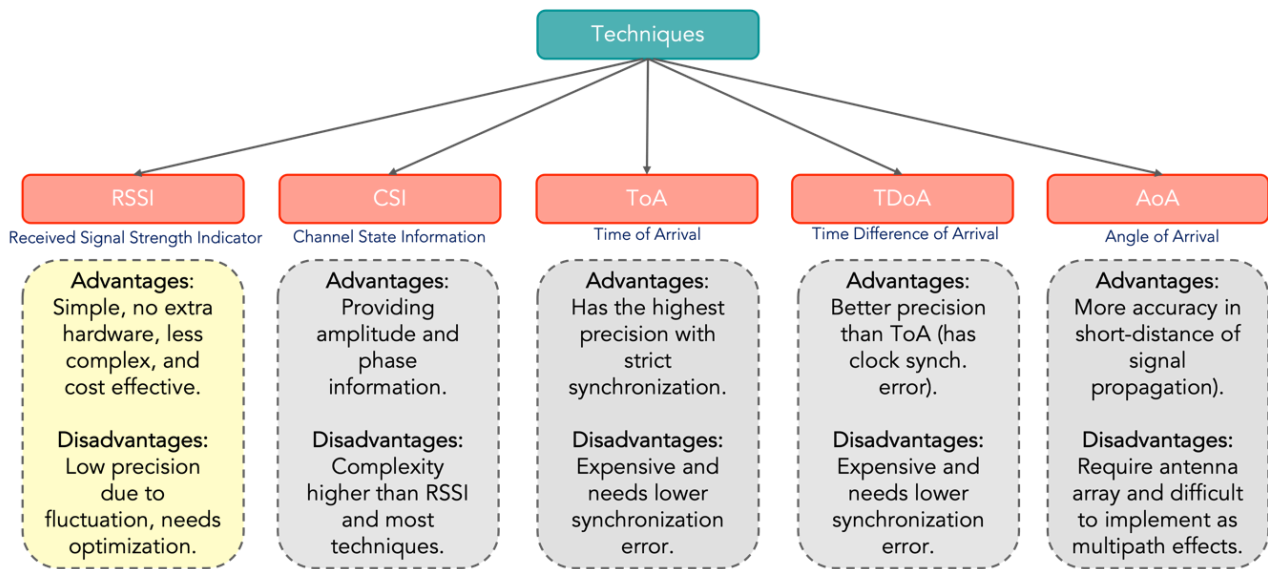 Techniques
RSSI
Received Signal Strength Indicator
Advantages:
Simple, no extra
hardware, less
complex, and
cost effective.
Disadvantages:
Low precision
due to
fluctuation, needs
optimization.
CSI
Channel State Information
Advantages:
Providing
amplitude and
phase
information.
Disadvantages:
Complexity
higher than RSSI
and most
techniques.
ToA
Time of Arrival
Advantages:
Has the highest
precision with
strict
synchronization.
Disadvantages:
Expensive and
needs lower
synchronization
error.
TDoA
Time Difference of Arrival
Advantages:
Better precision
than ToA (has
clock synch.
error).
Disadvantages:
Expensive and
needs lower
synchronization
error.
AoA
Angle of Arrival
Advantages:
More accuracy in
short-distance of
signal
propagation).
Disadvantages:
Require antenna
array and difficult
to implement as
multipath effects.